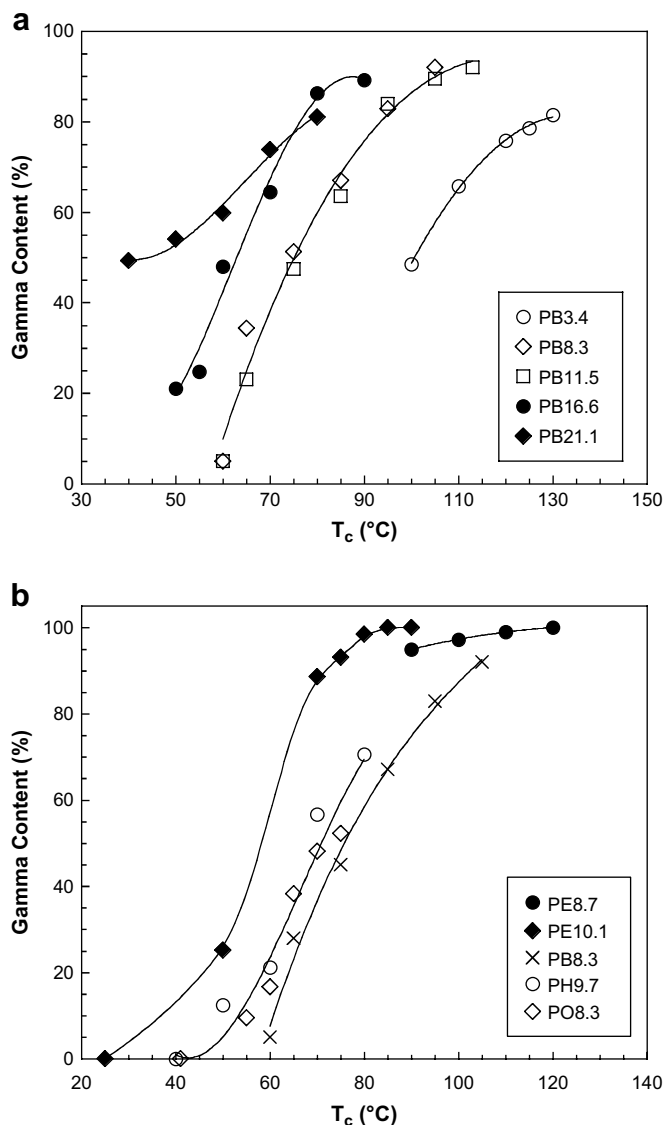 a
100
80
60
40
20
0
Gamma Content (%)
30 50 70 90 110 130 150
T_c (°C)
PB3.4
PB8.3
PB11.5
PB16.6
PB21.1
b
100
80
60
40
20
0
Gamma Content (%)
20 40 60 80 100 120 140
T_c (°C)
PE8.7
PE10.1
PB8.3
PH9.7
PO8.3